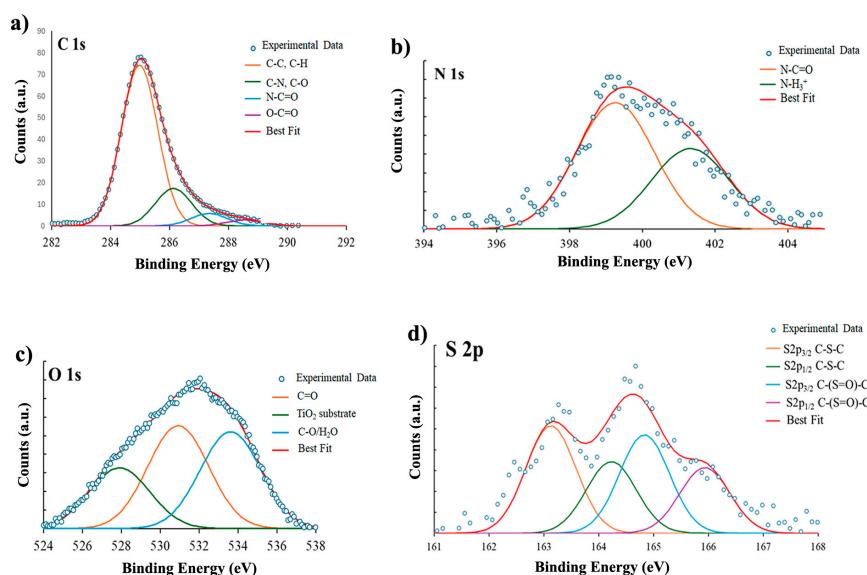 a)
C 1s
Counts (a.u.)
90
80
70
60
50
40
30
20
10
0
282 284 286 288 290 292
Binding Energy (eV)
Experimental Data
C-C, C-H
C-N, C-O
N-C=O
O-C=O
Best Fit
b)
N 1s
Counts (a.u.)
394 396 398 400 402 404
Binding Energy (eV)
Experimental Data
N-C=O
N-H₃⁺
Best Fit
c)
O 1s
Counts (a.u.)
524 526 528 530 532 534 536 538
Binding Energy (eV)
Experimental Data
C=O
TiO₂ substrate
C-O/H₂O
Best Fit
d)
S 2p
Counts (a.u.)
161 162 163 164 165 166 167 168
Binding Energy (eV)
Experimental Data
S2p₃/₂ C-S-C
S2p₁/₂ C-S-C
S2p₃/₂ C-(S=O)-C
S2p₁/₂ C-(S=O)-C
Best Fit